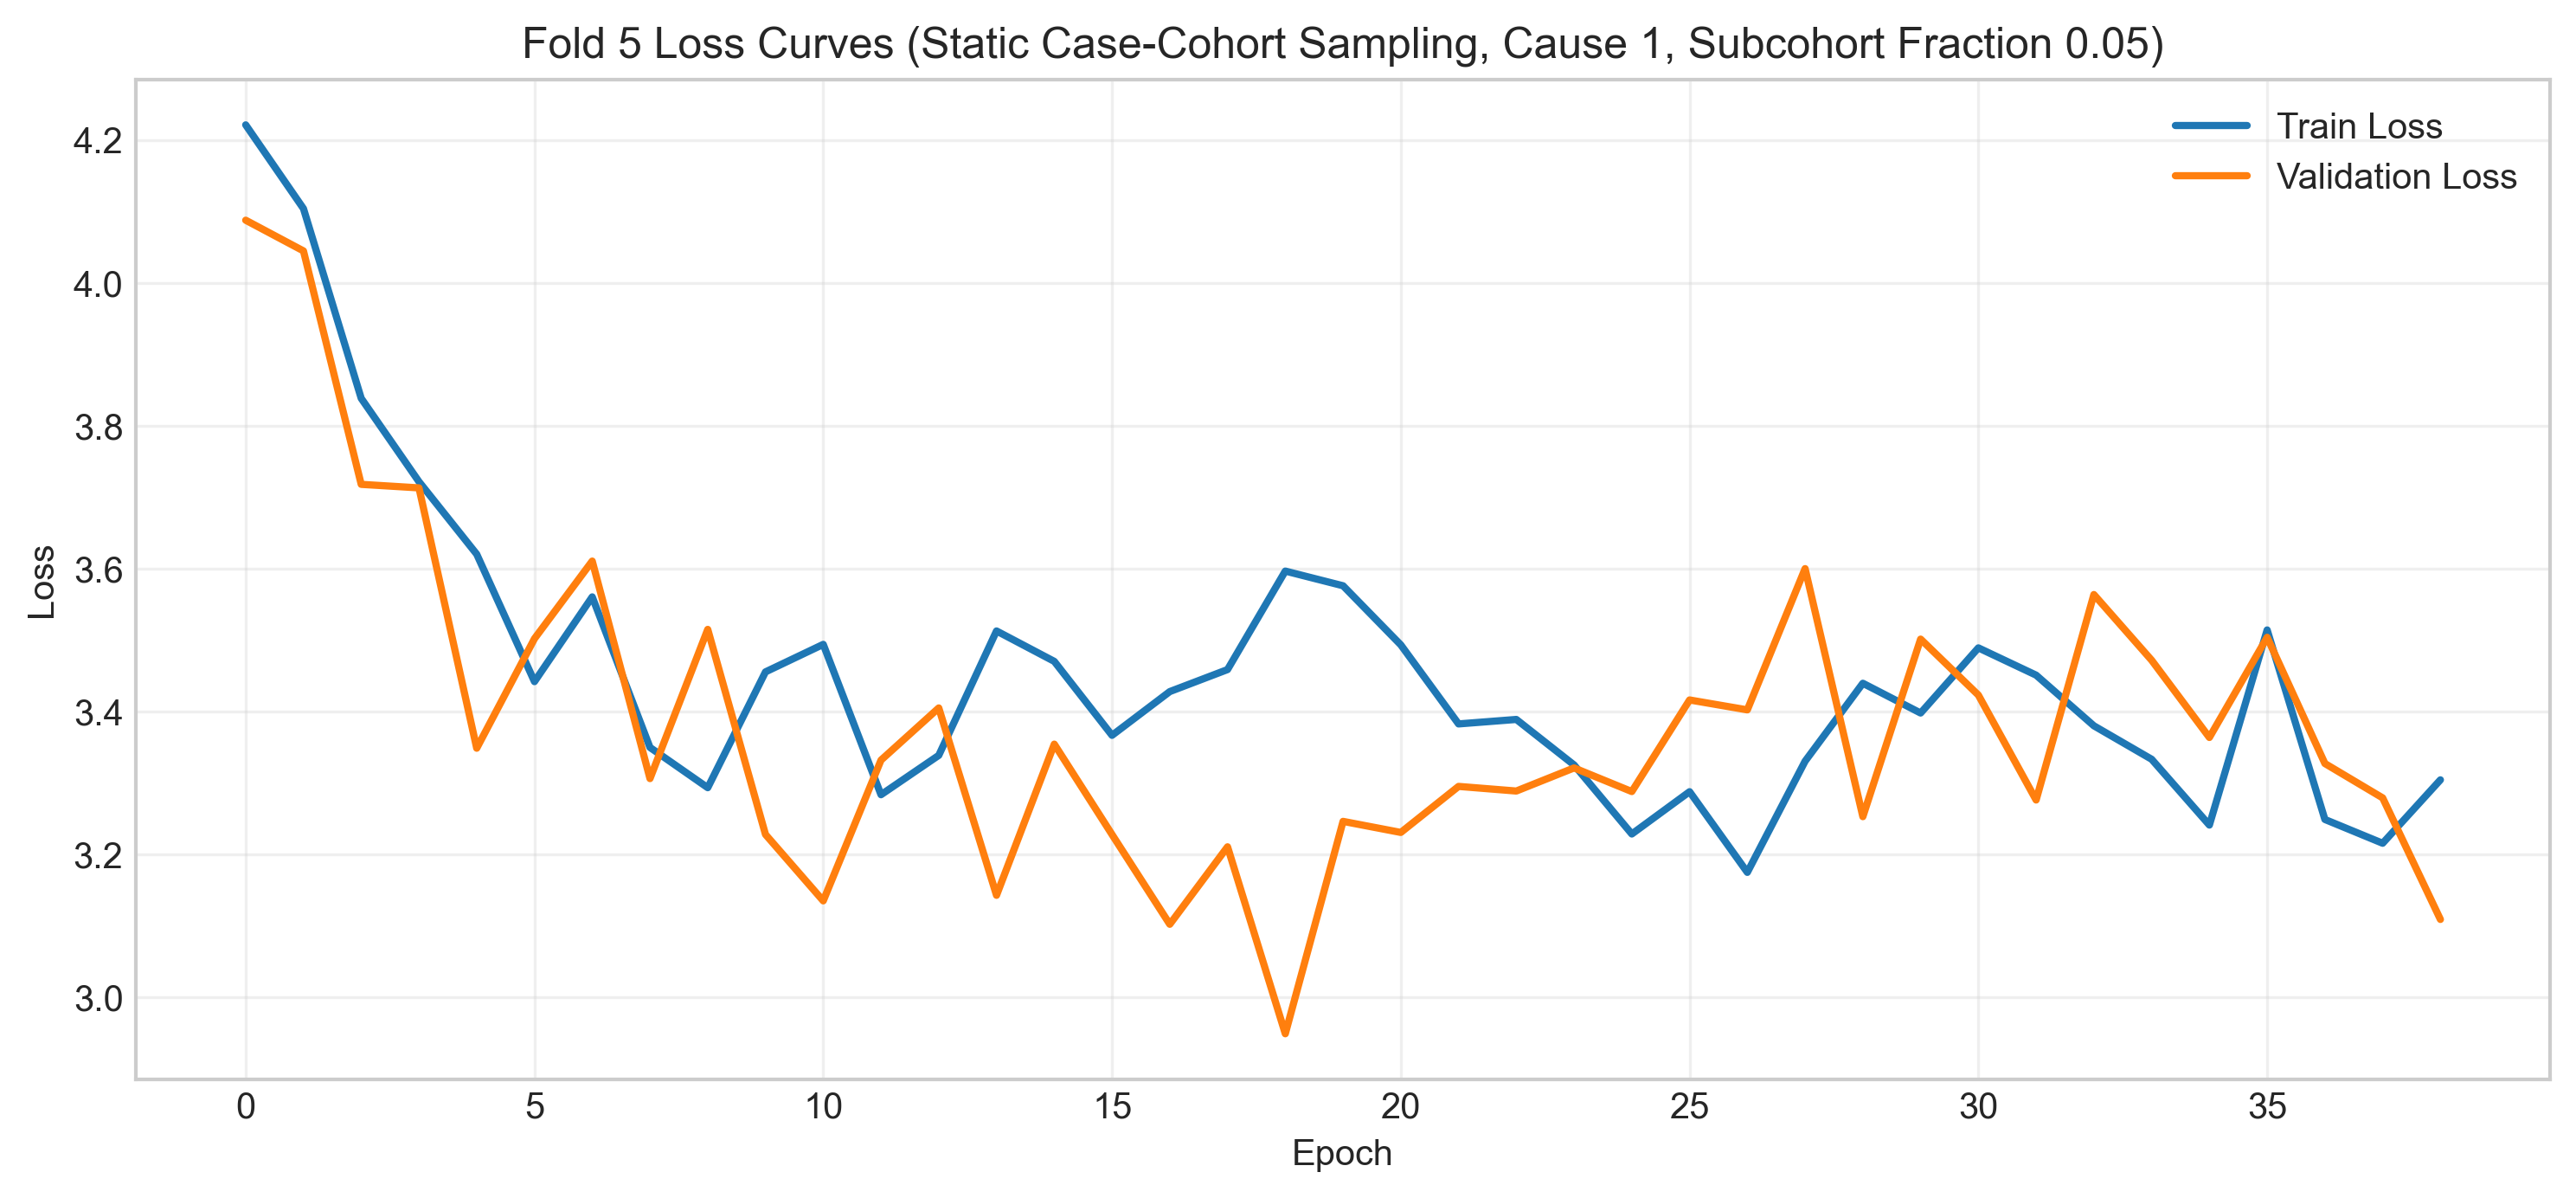 Fold 5 Loss Curves (Static Case-Cohort Sampling, Cause 1, Subcohort Fraction 0.05)
Train Loss
Validation Loss
4.2
4.0
3.8
3.6
3.4
3.2
3.0
Loss
0 5 10 15 20 25 30 35
Epoch